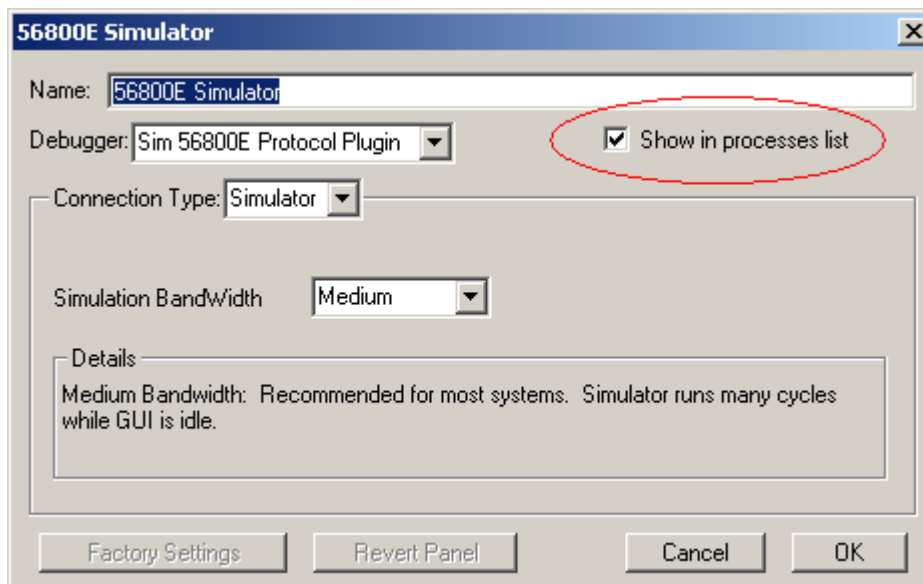 56800E Simulator
Name: 56800E Simulator
Debugger: Sim 56800E Protocol Plugin Show in processes list
Connection Type: Simulator
Simulation BandWidth Medium
Details
Medium Bandwidth: Recommended for most systems. Simulator runs many cycles
while GUI is idle.
Factory Settings Revert Panel Cancel OK